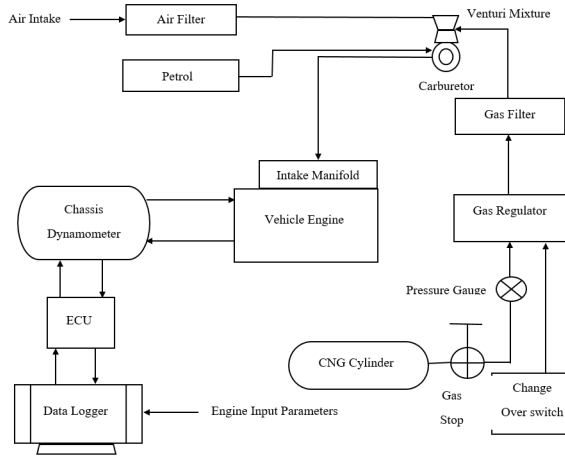 Venturi Mixture
Air Intake
Air Filter
Petrol
Carburetor
Gas Filter
Intake Manifold
Chassis
Dynamometer
Vehicle Engine
Gas Regulator
Pressure Gauge
ECU
CNG Cylinder
Gas
Stop
Change
Over switch
Data Logger
Engine Input Parameters